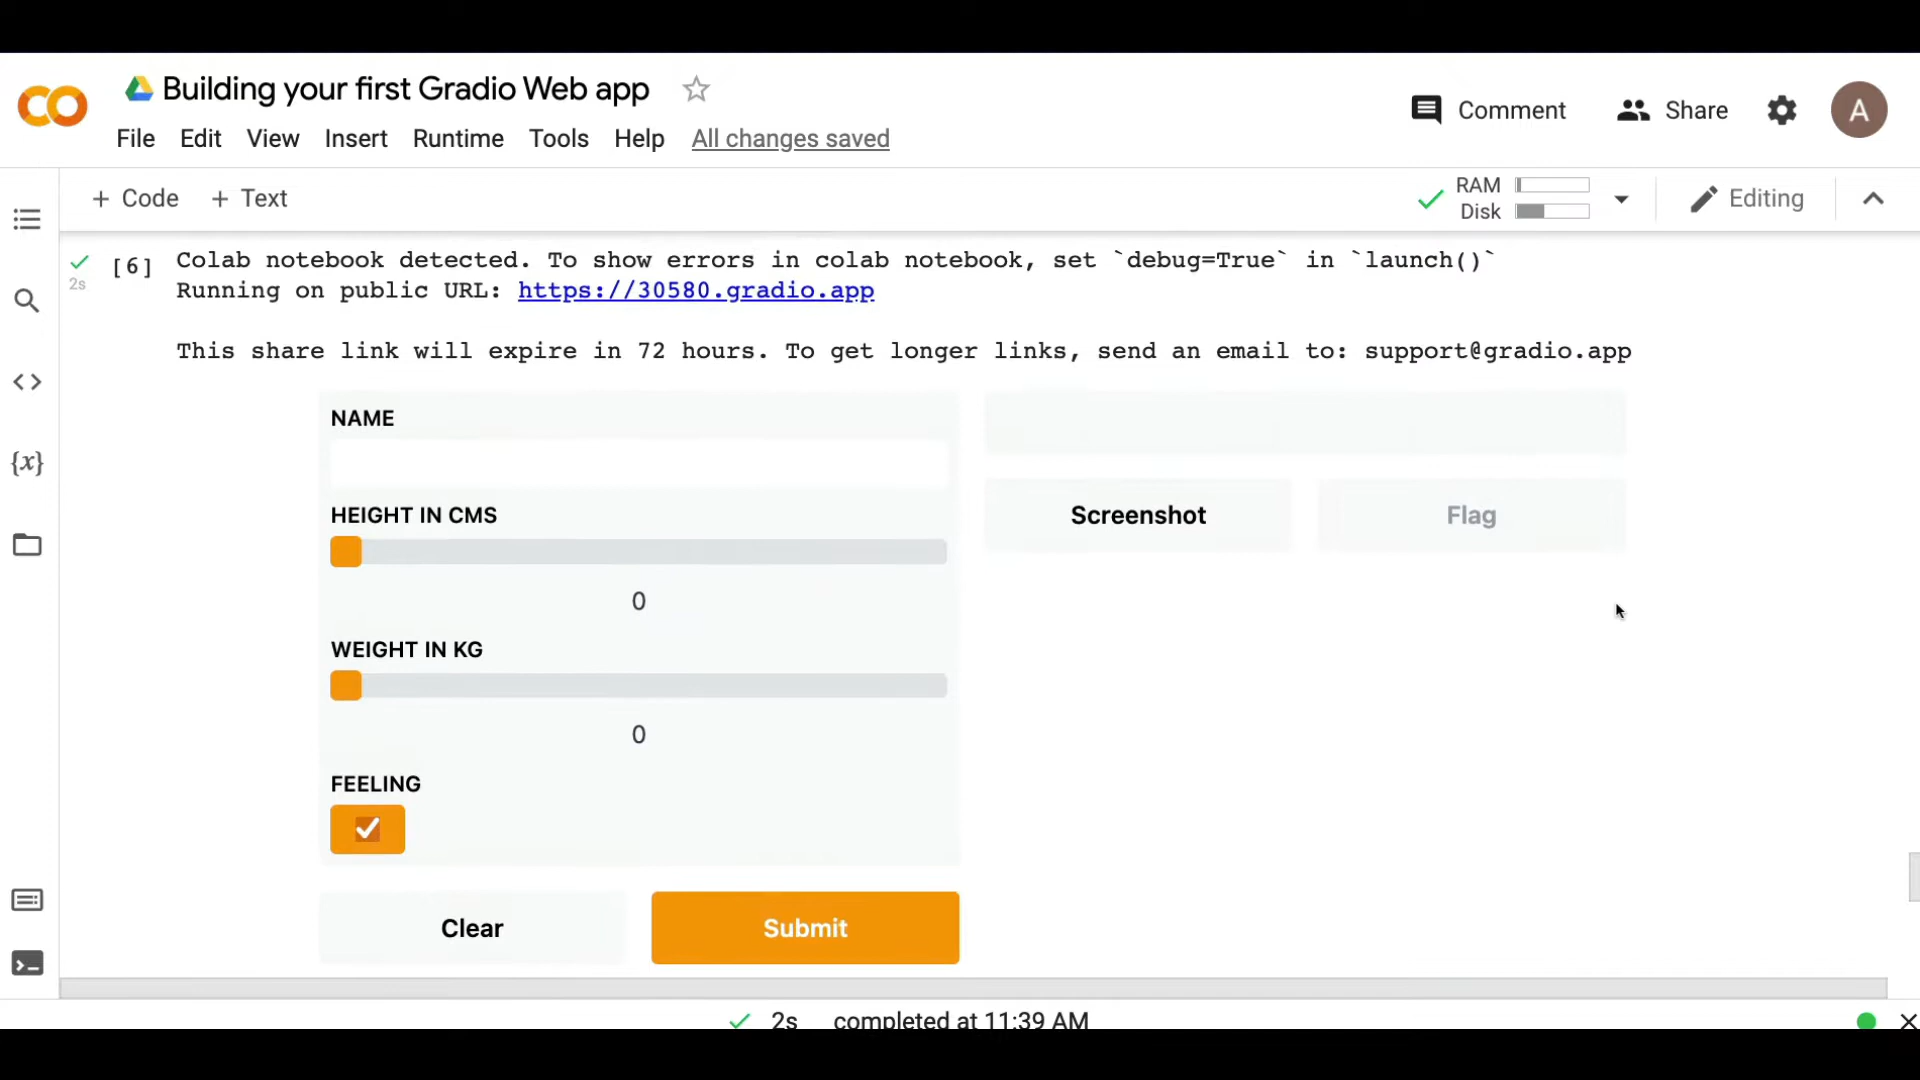 Building your first Gradio Web app
Comment
Share
A
File Edit View Insert Runtime Tools Help All changes saved
+ Code + Text
RAM
Disk
Editing
{x}
2s
[6]
Colab notebook detected. To show errors in colab notebook, set `debug=True` in `launch()`
Running on public URL: https://30580.gradio.app
This share link will expire in 72 hours. To get longer links, send an email to: support@gradio.app
NAME
HEIGHT IN CMS
0
WEIGHT IN KG
0
FEELING
Clear
Submit
Screenshot
Flag
2s completed at 11:39 AM